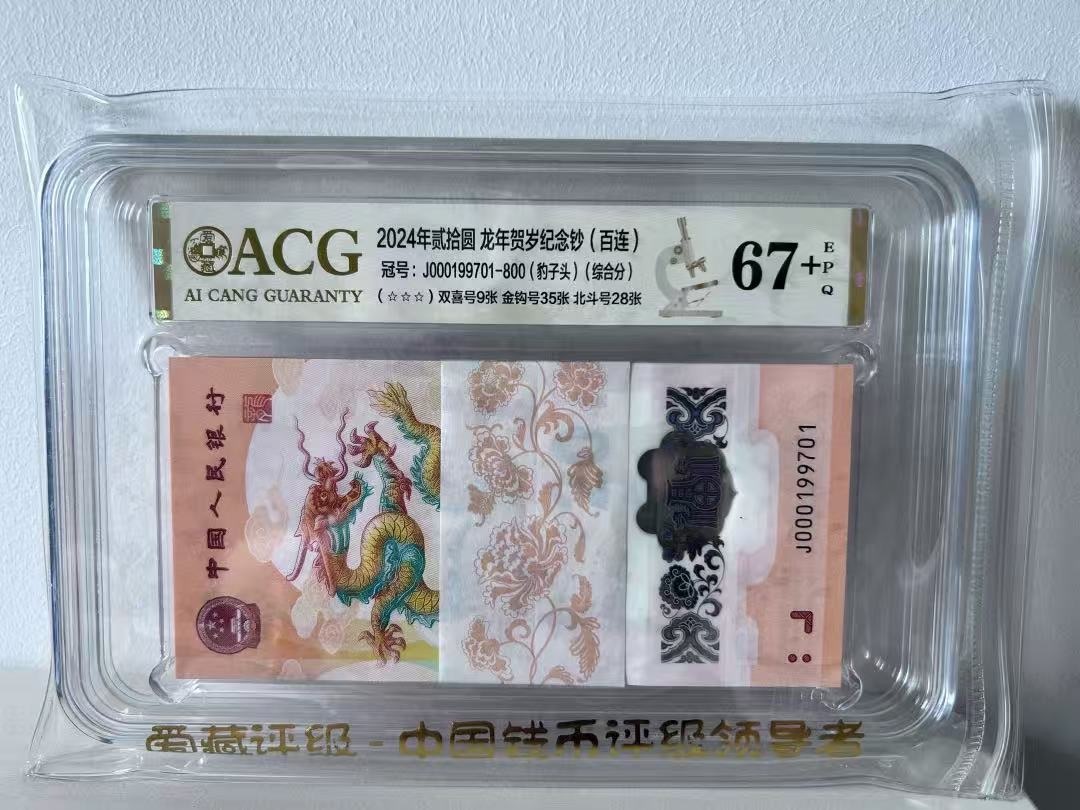 ACG
AI CANG GUARANTY
2024年贰拾圆 龙年贺岁纪念钞（百连）
冠号：J000199701-800（豹子头）（综合分）
（☆☆☆）双喜号9张 金钩号35张 北斗号28张
67+
EPQ
中国人民银行
J000199701
爱藏评级-中国钱币评级领导者